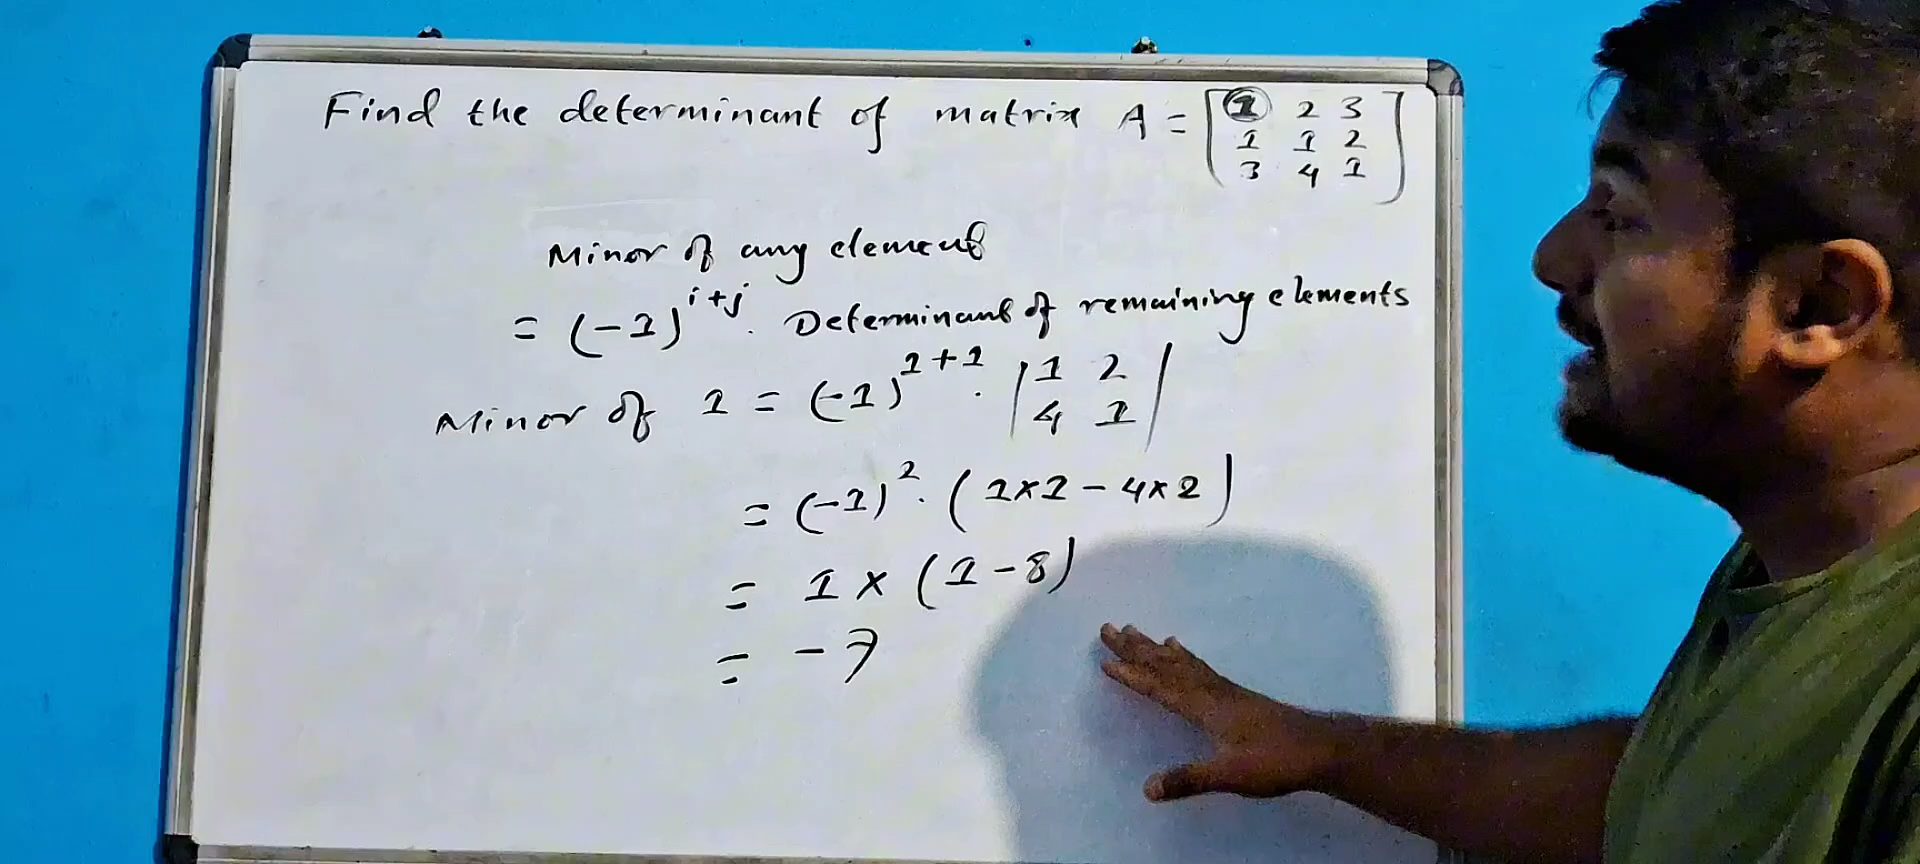 Find the determinant of matrix A = [1 2 3
1 1 2
3 4 1]
Minor of any element
= (-1)^{i+j} . Determinant of remaining elements
Minor of 1 = (-1)^{1+1} . |1 2
4 1|
= (-1)^2 . (1×1 - 4×2)
= 1 × (1-8)
= -7